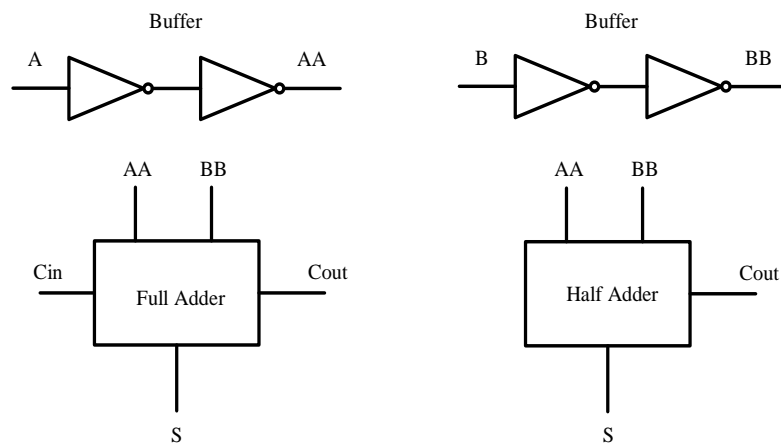 Buffer
Buffer
A
AA
B
BB
AA
BB
AA
BB
Cin
Full Adder
Cout
Half Adder
Cout
S
S